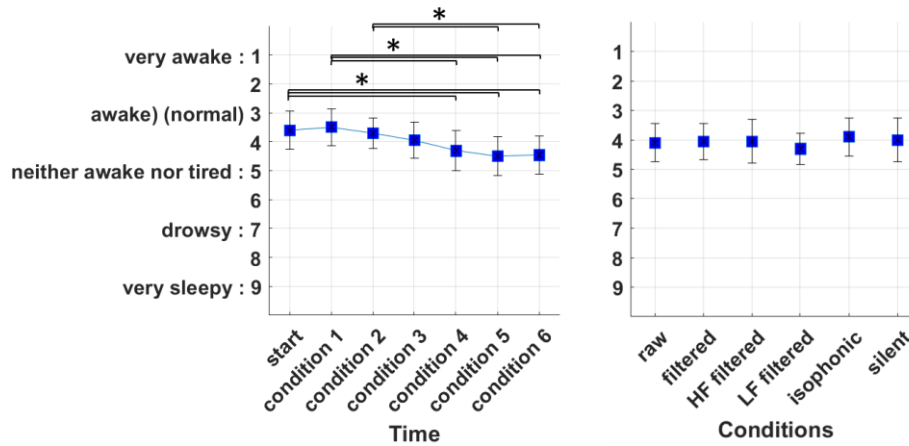 *
*
*
very awake : 1
2
awake) (normal) 3
4
neither awake nor tired : 5
6
drowsy : 7
8
very sleepy : 9
start
condition 1
condition 2
condition 3
condition 4
condition 5
condition 6
Time
1
2
3
4
5
6
7
8
9
raw
filtered
HF filtered
LF filtered
isophonic
silent
Conditions